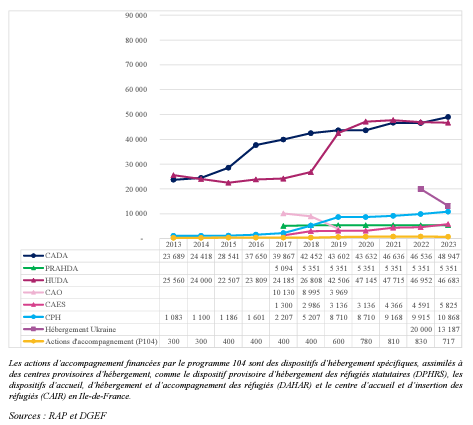 90 000
80 000
70 000
60 000
50 000
40 000
30 000
20 000
10 000
-
2013 2014 2015 2016 2017 2018 2019 2020 2021 2022 2023
CADA 23 689 24 418 28 541 37 650 39 867 42 452 43 602 43 632 46 636 46 536 48 947
PRAHDA 5 094 5 351 5 351 5 351 5 351 5 351 5 351
HUDA 25 560 24 000 22 507 23 809 24 185 26 808 42 506 47 145 47 715 46 952 46 683
CAO 10 130 8 995 3 969
CAES 1 300 2 986 3 136 3 136 4 366 4 591 5 825
CPH 1 083 1 100 1 186 1 601 2 207 5 207 8 710 8 710 9 168 9 915 10 868
Hébergement Ukraine 20 000 13 187
Actions d'accompagnement (P104) 300 300 400 400 400 400 600 780 810 830 717
Les actions d'accompagnement financées par le programme 104 sont des dispositifs d'hébergement spécifiques, assimilés à
des centres provisoires d'hébergement, comme le dispositif provisoire d'hébergement des réfugiés statutaires (DPHRS), les
dispositifs d'accueil, d'hébergement et d'accompagnement des réfugiés (DAHAR) et le centre d'accueil et d'insertion des
réfugiés (CAIR) en Ile-de-France.
Sources : RAP et DGEF